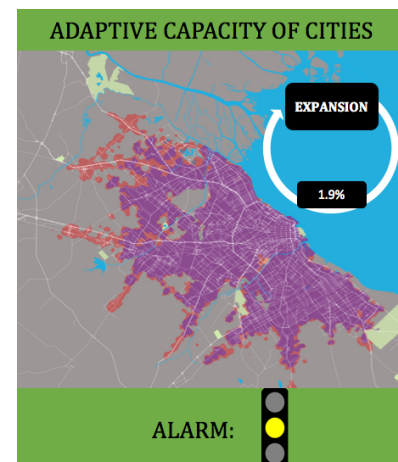 ADAPTIVE CAPACITY OF CITIES
EXPANSION
1.9%
ALARM: